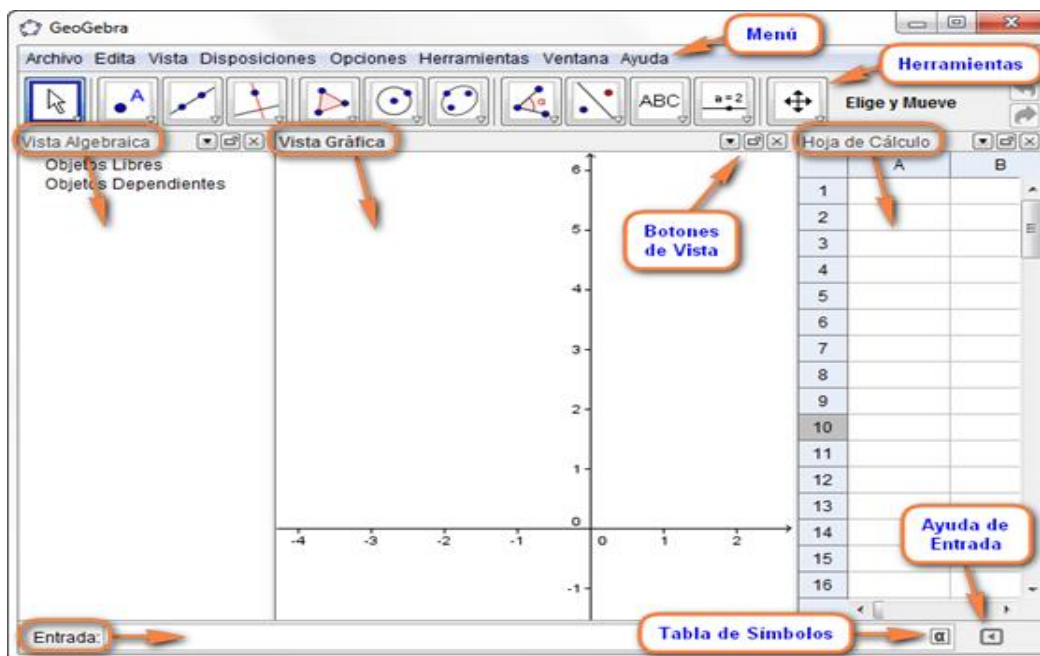 GeoGebra
Menú
Archivo Edita Vista Disposiciones Opciones Herramientas Ventana Ayuda
Herramientas
A
α
ABC
a=2
Elige y Mueve
Vista Algebraica
Vista Gráfica
Hoja de Cálculo
Objetos Libres
Objetos Dependientes
Botones
de Vista
A B
1
2
3
4
5
6
7
8
9
10
11
12
13
14
15
16
6
5
4
3
2
1
0
-1
-4 -3 -2 -1 0 1 2
Ayuda de
Entrada
Entrada:
Tabla de Símbolos
α